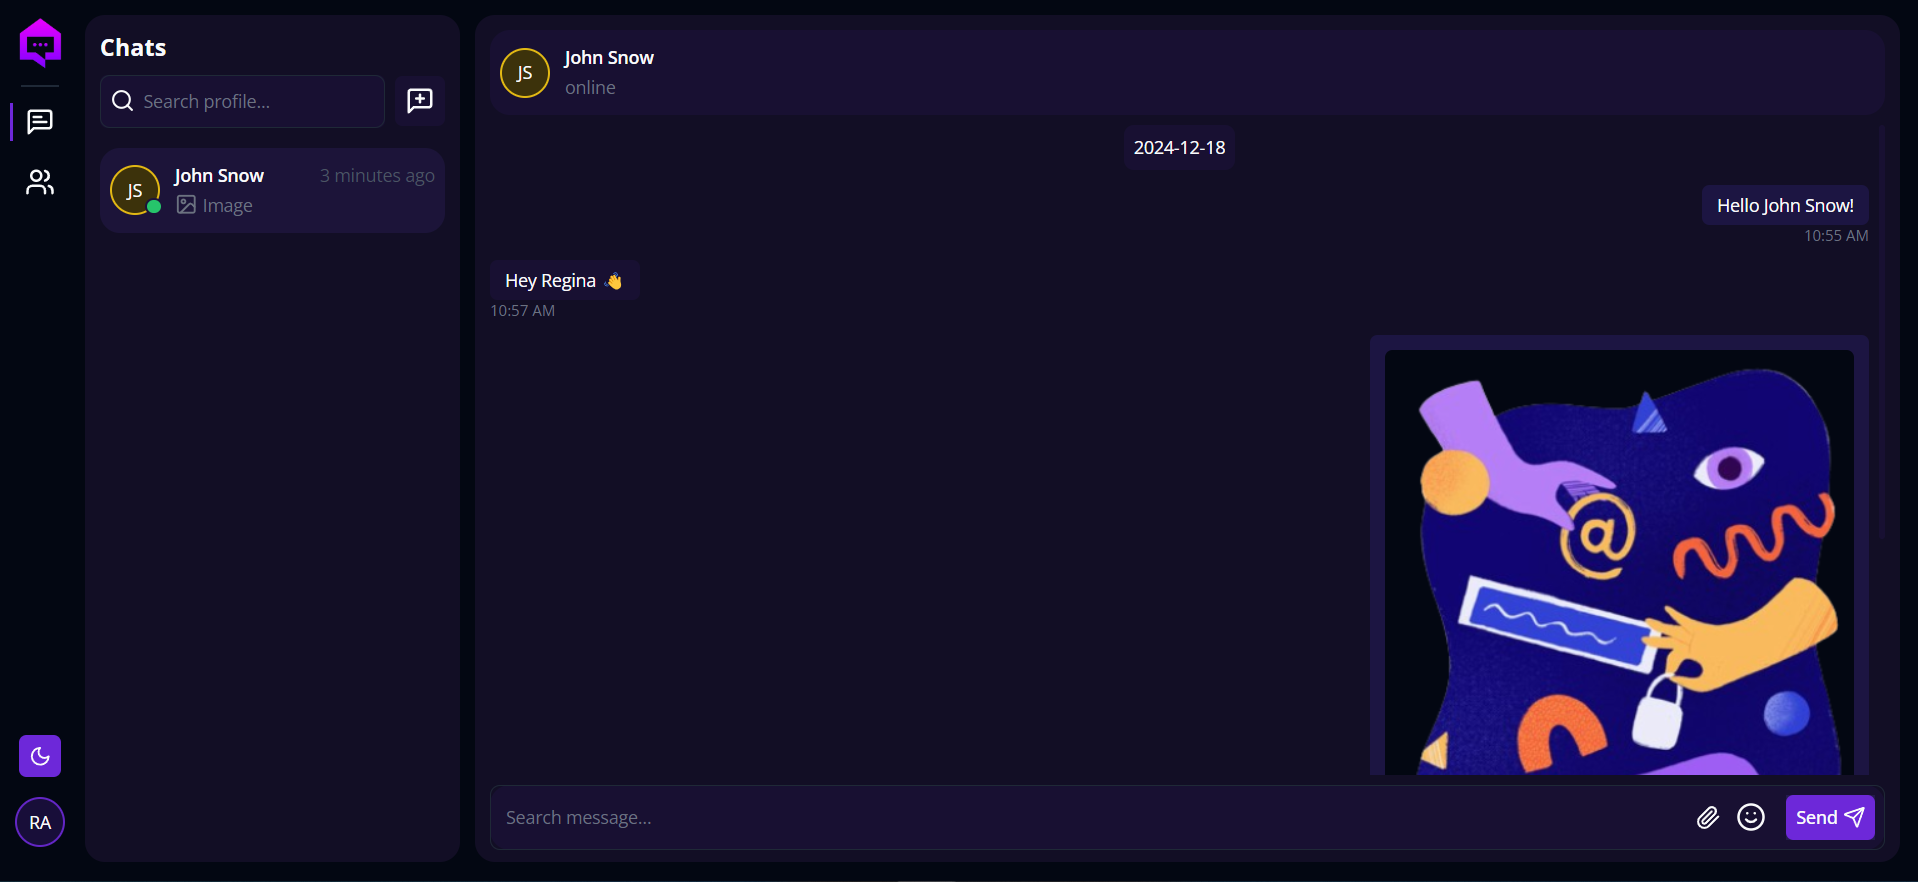 Chats
Search profile...
JS
John Snow
3 minutes ago
Image
RA
JS
John Snow
online
2024-12-18
Hello John Snow!
10:55 AM
Hey Regina 👋
10:57 AM
@
Search message...
Send